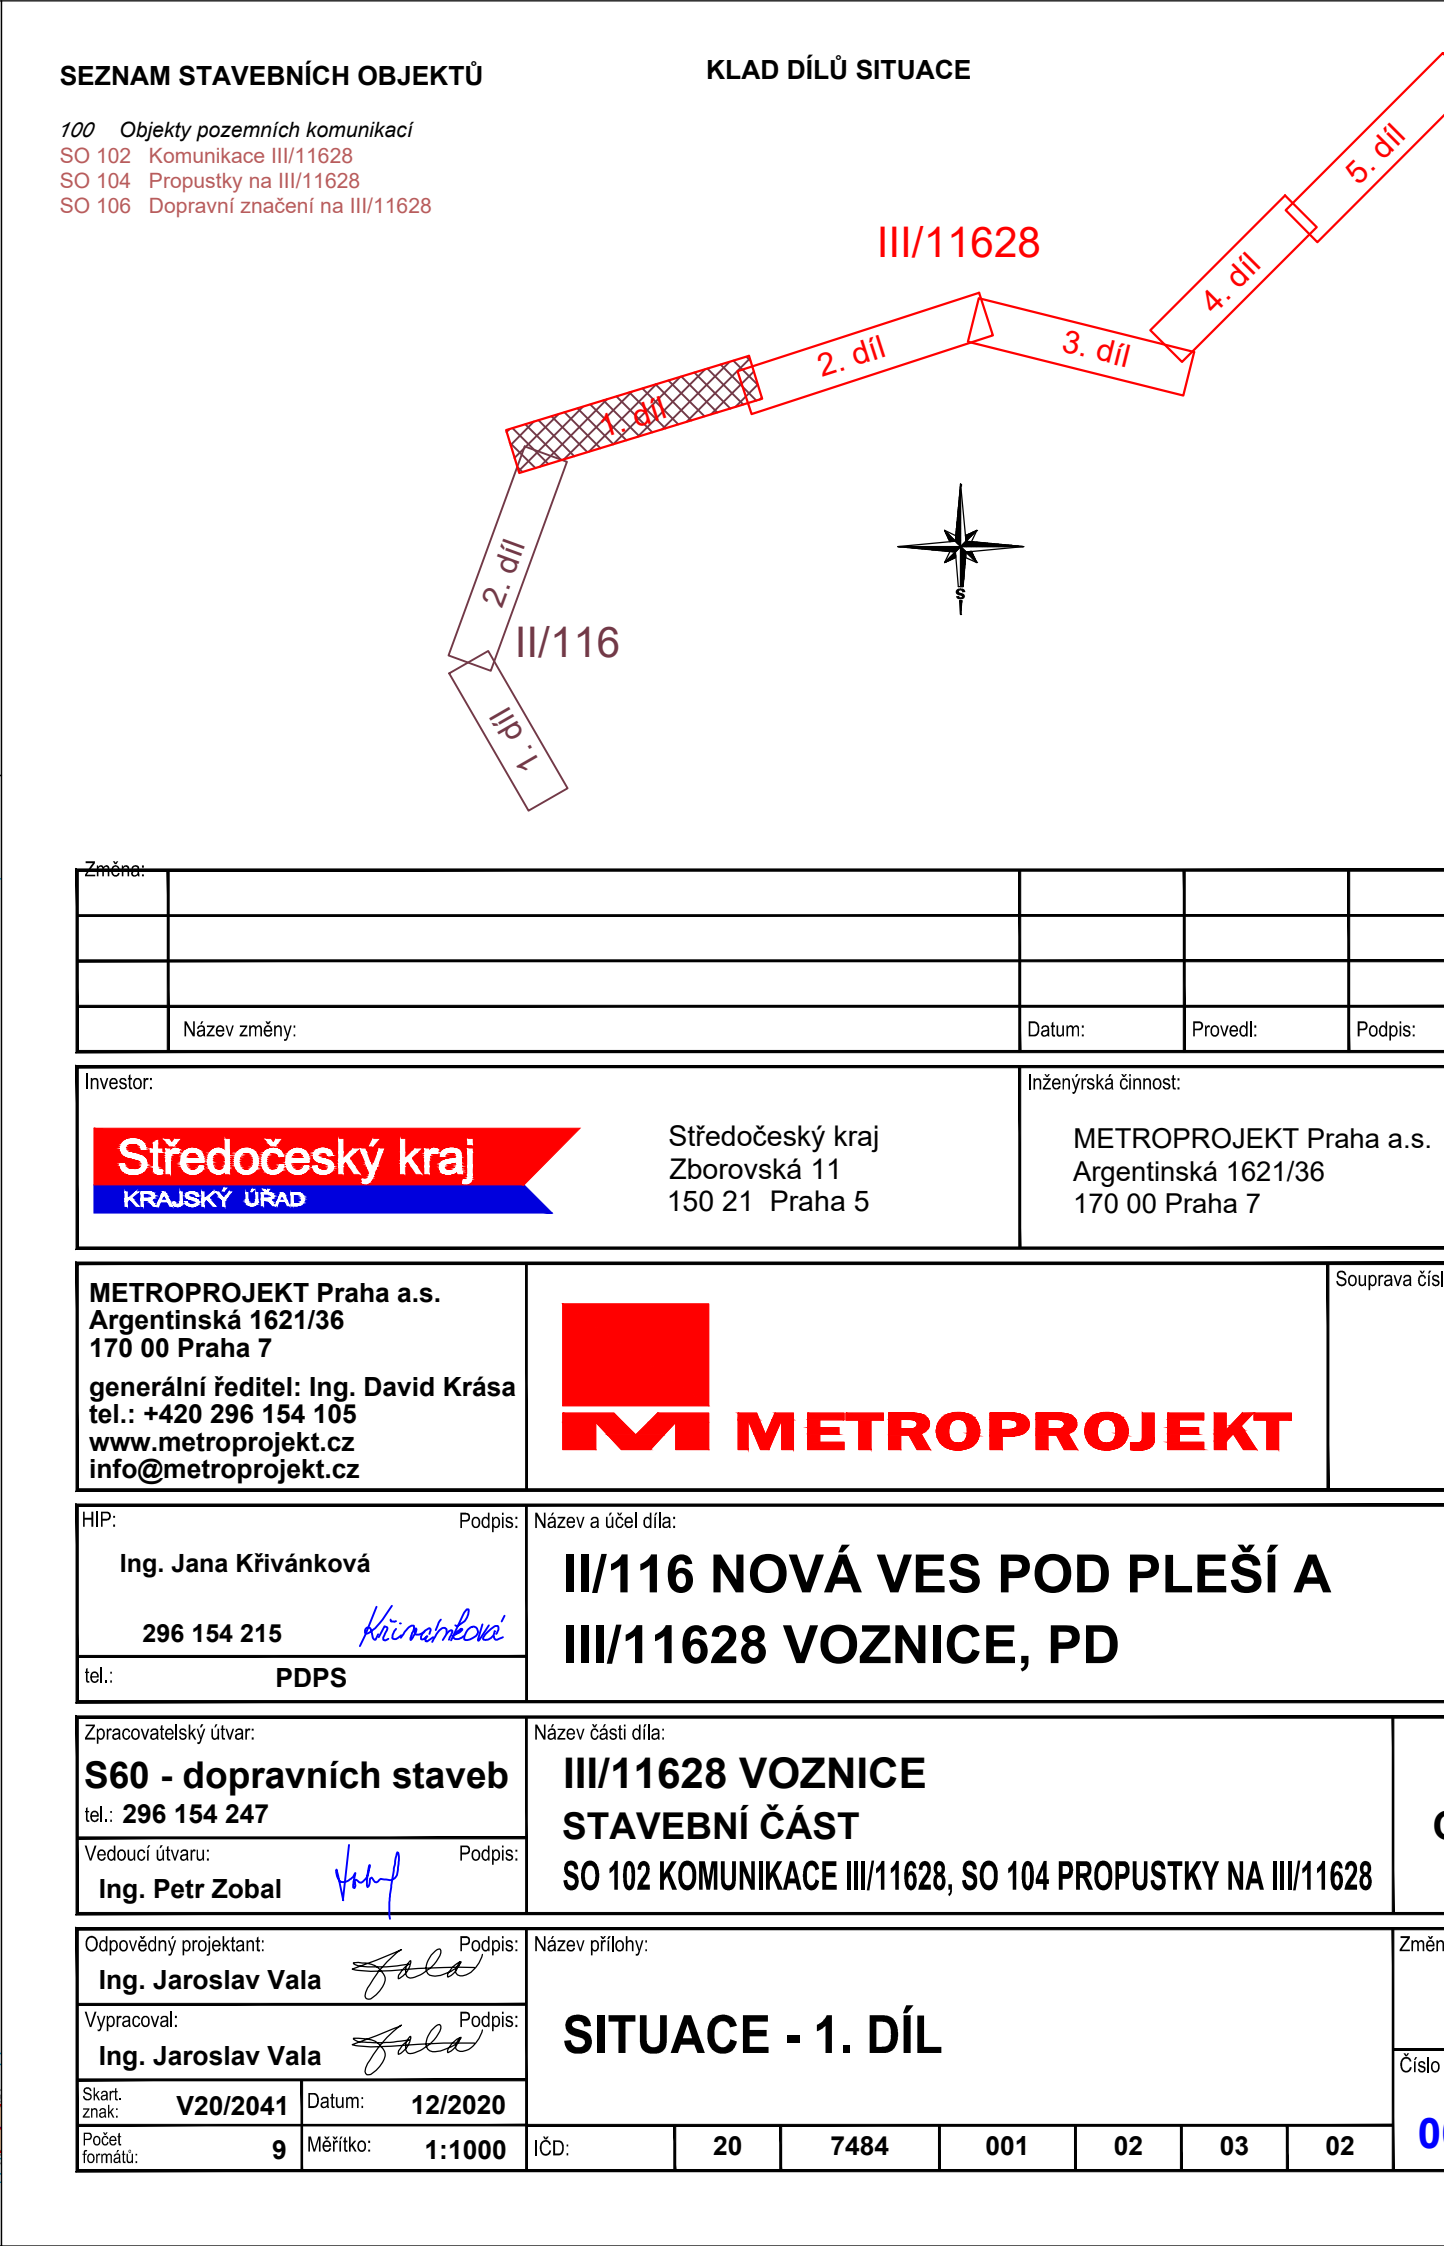 SEZNAM STAVEBNÍCH OBJEKTŮ
KLAD DÍLŮ SITUACE
100 Objekty pozemních komunikací
SO 102 Komunikace III/11628
SO 104 Propustky na III/11628
SO 106 Dopravní značení na III/11628
5. díl
III/11628
4. díl
3. díl
2. díl
1. díl
S
2. díl
II/116
1. díl
Změna:
Název změny:
Datum:
Provedl:
Podpis:
Investor:
Inženýrská činnost:
Středočeský kraj
KRAJSKÝ ÚŘAD
Středočeský kraj
Zborovská 11
150 21 Praha 5
METROPROJEKT Praha a.s.
Argentinská 1621/36
170 00 Praha 7
METROPROJEKT Praha a.s.
Argentinská 1621/36
170 00 Praha 7
generální ředitel: Ing. David Krása
tel.: +420 296 154 105
www.metroprojekt.cz
info@metroprojekt.cz
METROPROJEKT
Souprava čísl
HIP:
Podpis:
Ing. Jana Křivánková
296 154 215
Křivánková
tel.:
PDPS
Název a účel díla:
II/116 NOVÁ VES POD PLEŠÍ A
III/11628 VOZNICE, PD
Zpracovatelský útvar:
S60 - dopravních staveb
tel.: 296 154 247
Vedoucí útvaru:
Podpis:
Ing. Petr Zobal
Název části díla:
III/11628 VOZNICE
STAVEBNÍ ČÁST
SO 102 KOMUNIKACE III/11628, SO 104 PROPUSTKY NA III/11628
Odpovědný projektant:
Podpis:
Ing. Jaroslav Vala
Vypracoval:
Podpis:
Ing. Jaroslav Vala
Název přílohy:
SITUACE - 1. DÍL
Změn
Číslo
Skart.
znak:
V20/2041
Datum:
12/2020
Počet
formátů:
9
Měřítko:
1:1000
IČD:
20
7484
001
02
03
02